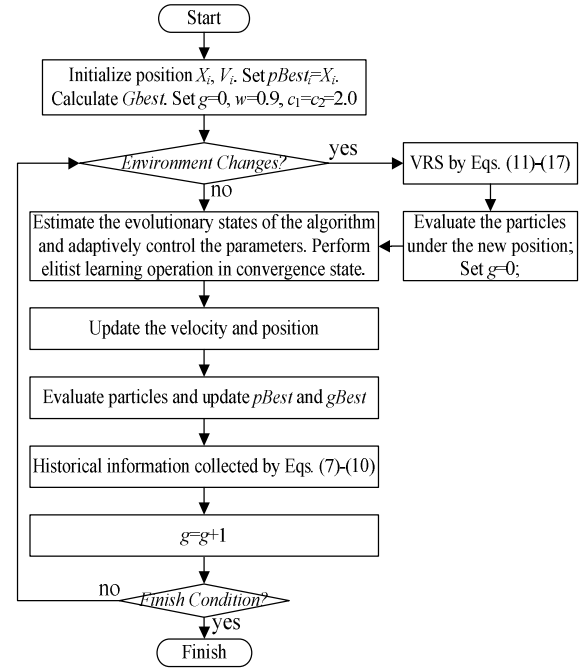 Start
Initialize position Xi, Vi. Set pBesti=Xi.
Calculate Gbest. Set g=0, w=0.9, c1=c2=2.0
Environment Changes?
yes
VRS by Eqs. (11)-(17)
no
Estimate the evolutionary states of the algorithm
and adaptively control the parameters. Perform
elitist learning operation in convergence state.
Evaluate the particles
under the new position;
Set g=0;
Update the velocity and position
Evaluate particles and update pBest and gBest
Historical information collected by Eqs. (7)-(10)
g=g+1
no
Finish Condition?
yes
Finish